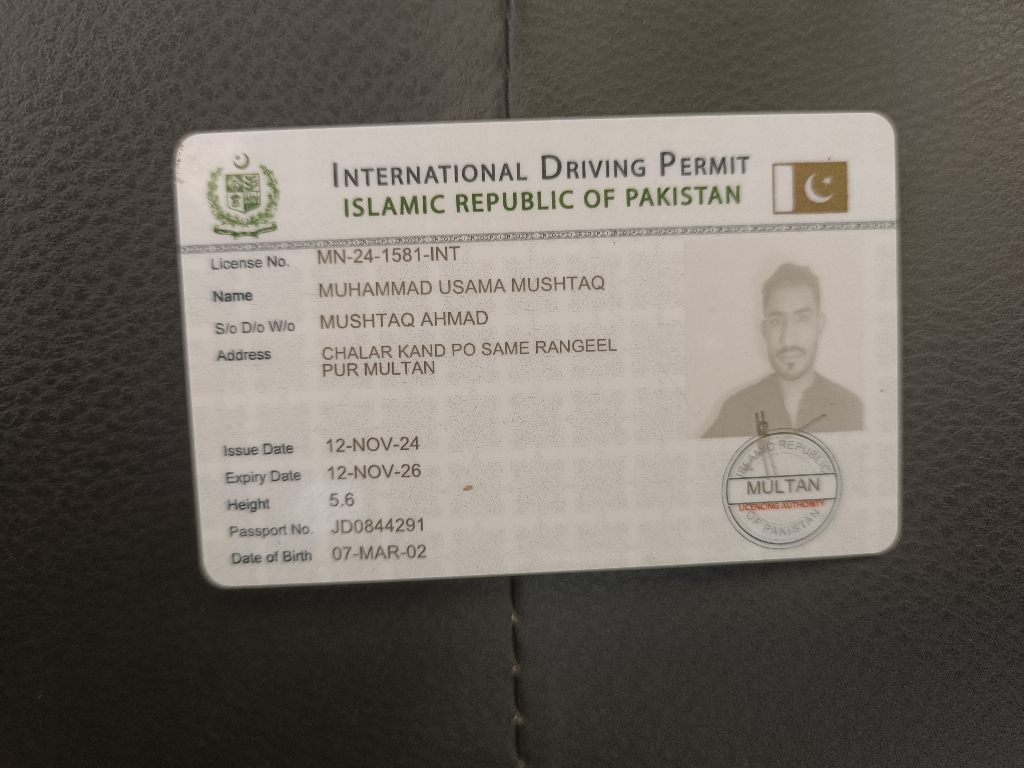 INTERNATIONAL DRIVING PERMIT
ISLAMIC REPUBLIC OF PAKISTAN
License No. MN-24-1581-INT
Name MUHAMMAD USAMA MUSHTAQ
S/o D/o W/o MUSHTAQ AHMAD
Address CHALAR KAND PO SAME RANGEEL
PUR MULTAN
Issue Date 12-NOV-24
Expiry Date 12-NOV-26
Height 5.6
Passport No. JD0844291
Date of Birth 07-MAR-02
ISLAMIC REPUBLIC
MULTAN
LICENCING AUTHORITY
OF PAKISTAN